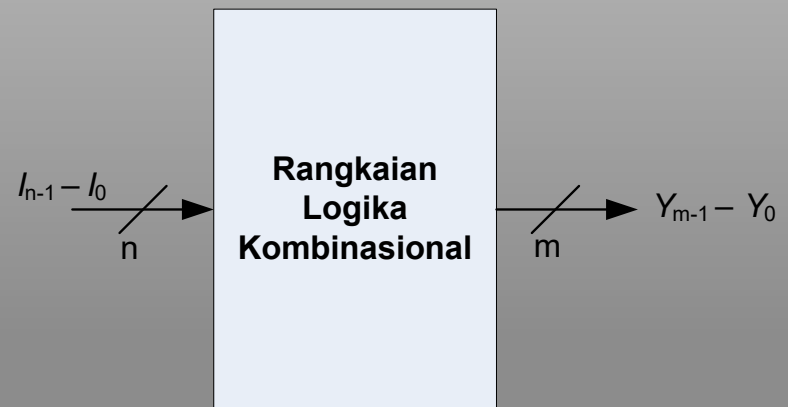 Rangkaian
Logika
Kombinasional
Iₙ₋₁ – I₀
n
Yₘ₋₁ – Y₀
m